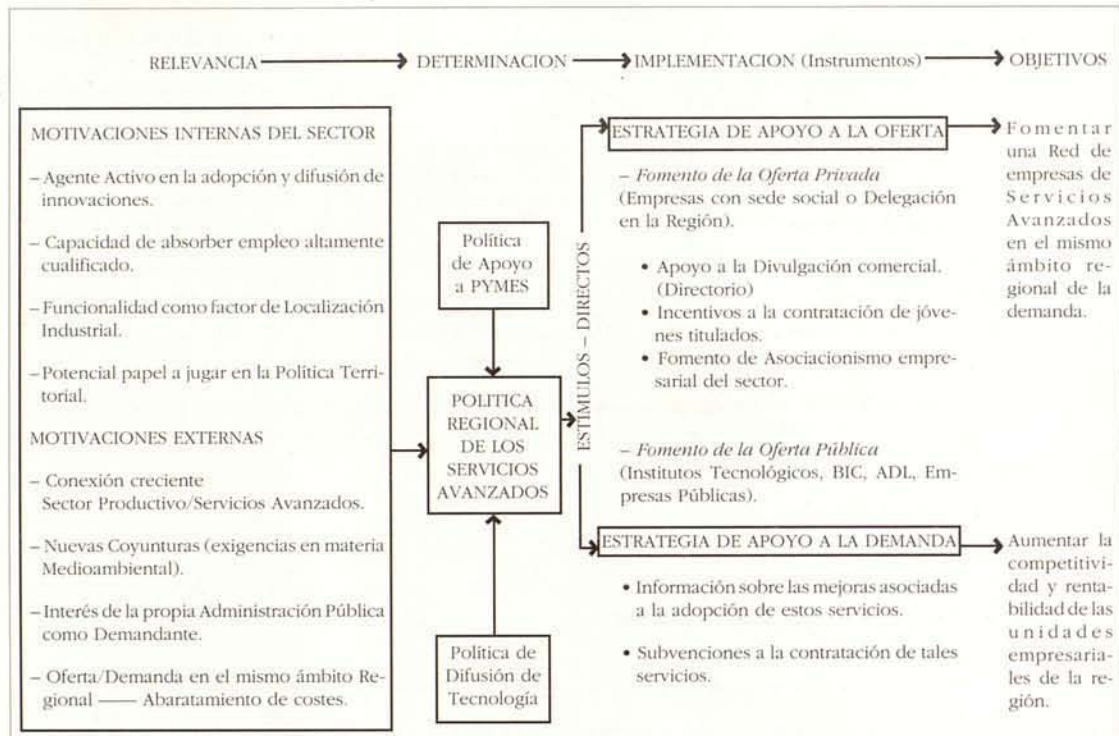 RELEVANCIA DETERMINACION IMPLEMENTACION (Instrumentos) OBJETIVOS
MOTIVACIONES INTERNAS DEL SECTOR
– Agente Activo en la adopción y difusión de
innovaciones.
– Capacidad de absorber empleo altamente
cualificado.
– Funcionalidad como factor de Localización
Industrial.
– Potencial papel a jugar en la Política Terri-
torial.
MOTIVACIONES EXTERNAS
– Conexión creciente
Sector Productivo/Servicios Avanzados.
– Nuevas Coyunturas (exigencias en materia
Medioambiental).
– Interés de la propia Administración Pública
como Demandante.
– Oferta/Demanda en el mismo ámbito Re-
gional —— Abaratamiento de costes.
Política
de Apoyo
a PYMES
POLITICA
REGIONAL
DE LOS
SERVICIOS
AVANZADOS
Política de
Difusión de
Tecnología
ESTÍMULOS – DIRECTOS
ESTRATEGIA DE APOYO A LA OFERTA
– Fomento de la Oferta Privada
(Empresas con sede social o Delegación
en la Región).
• Apoyo a la Divulgación comercial.
(Directorio)
• Incentivos a la contratación de jóve-
nes titulados.
• Fomento de Asociacionismo empre-
sarial del sector.
– Fomento de la Oferta Pública
(Institutos Tecnológicos, BIC, ADL, Em-
presas Públicas).
ESTRATEGIA DE APOYO A LA DEMANDA
• Información sobre las mejoras asociadas
a la adopción de estos servicios.
• Subvenciones a la contratación de tales
servicios.
Fomentar
una Red de
empresas de
Servicios
Avanzados
en el mismo
ámbito re-
gional de la
demanda.
Aumentar la
competitivi-
dad y renta-
bilidad de las
unidades
empresaria-
les de la re-
gión.